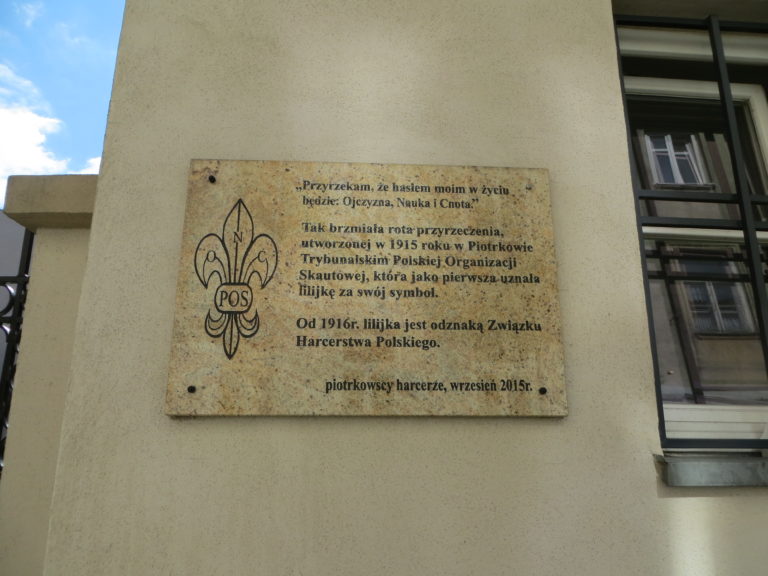 „Przyrzekam, że hasłem moim w życiu
będzie: Ojczyzna, Nauka i Cnota.”
Tak brzmiała rota przyrzeczenia,
utworzonej w 1915 roku w Piotrkowie
Trybunalskim Polskiej Organizacji
Skautowej, która jako pierwsza uznała
lilijkę za swój symbol.
Od 1916r. lilijka jest odznaką Związku
Harcerstwa Polskiego.
piotrkowscy harcerze, wrzesień 2015r.
O N C
POS